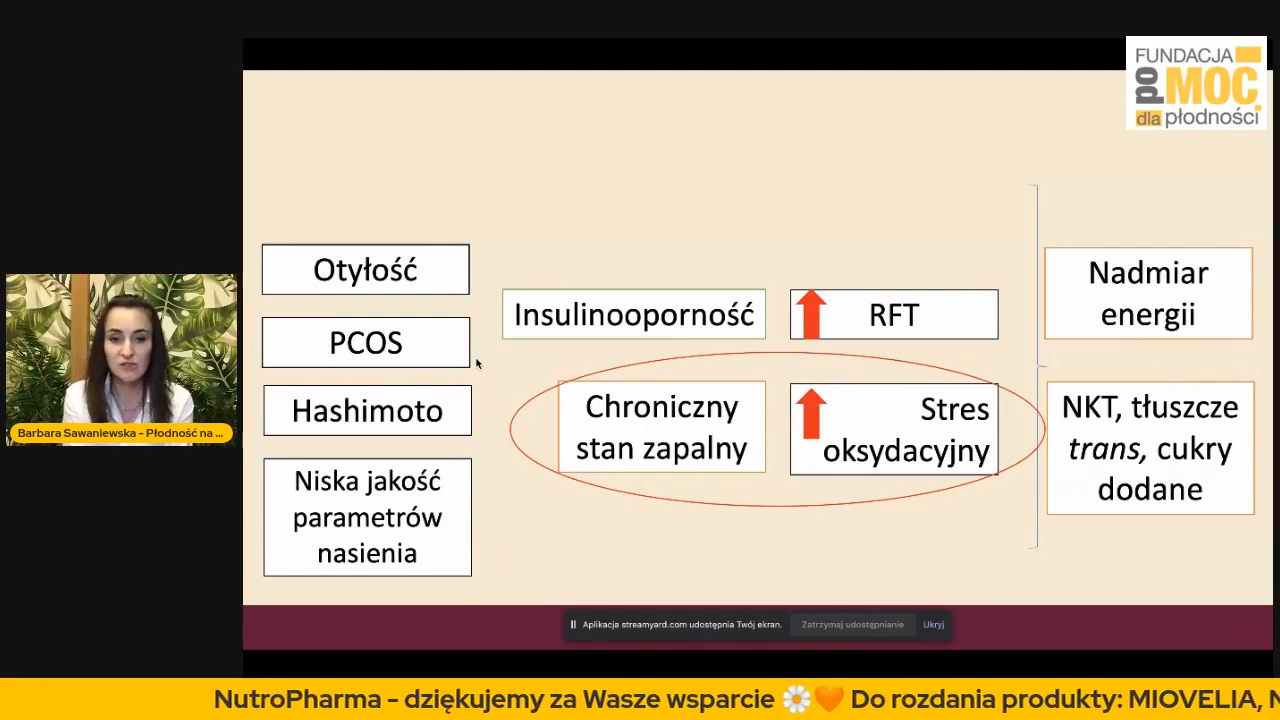 FUNDACJA
poMOC
dla płodności
Otyłość
PCOS
Hashimoto
Niska jakość
parametrów
nasienia
Insulinooporność
RFT
Chroniczny
stan zapalny
Stres
oksydacyjny
Nadmiar
energii
NKT, tłuszcze
trans, cukry
dodane
Barbara Sawaniewska - Płodność na ...
Aplikacja streamyard.com udostępnia Twój ekran.
Zatrzymaj udostępnianie
Ukryj
NutroPharma - dziękujemy za Wasze wsparcie 🌼🧡 Do rozdania produkty: MIOVELIA,